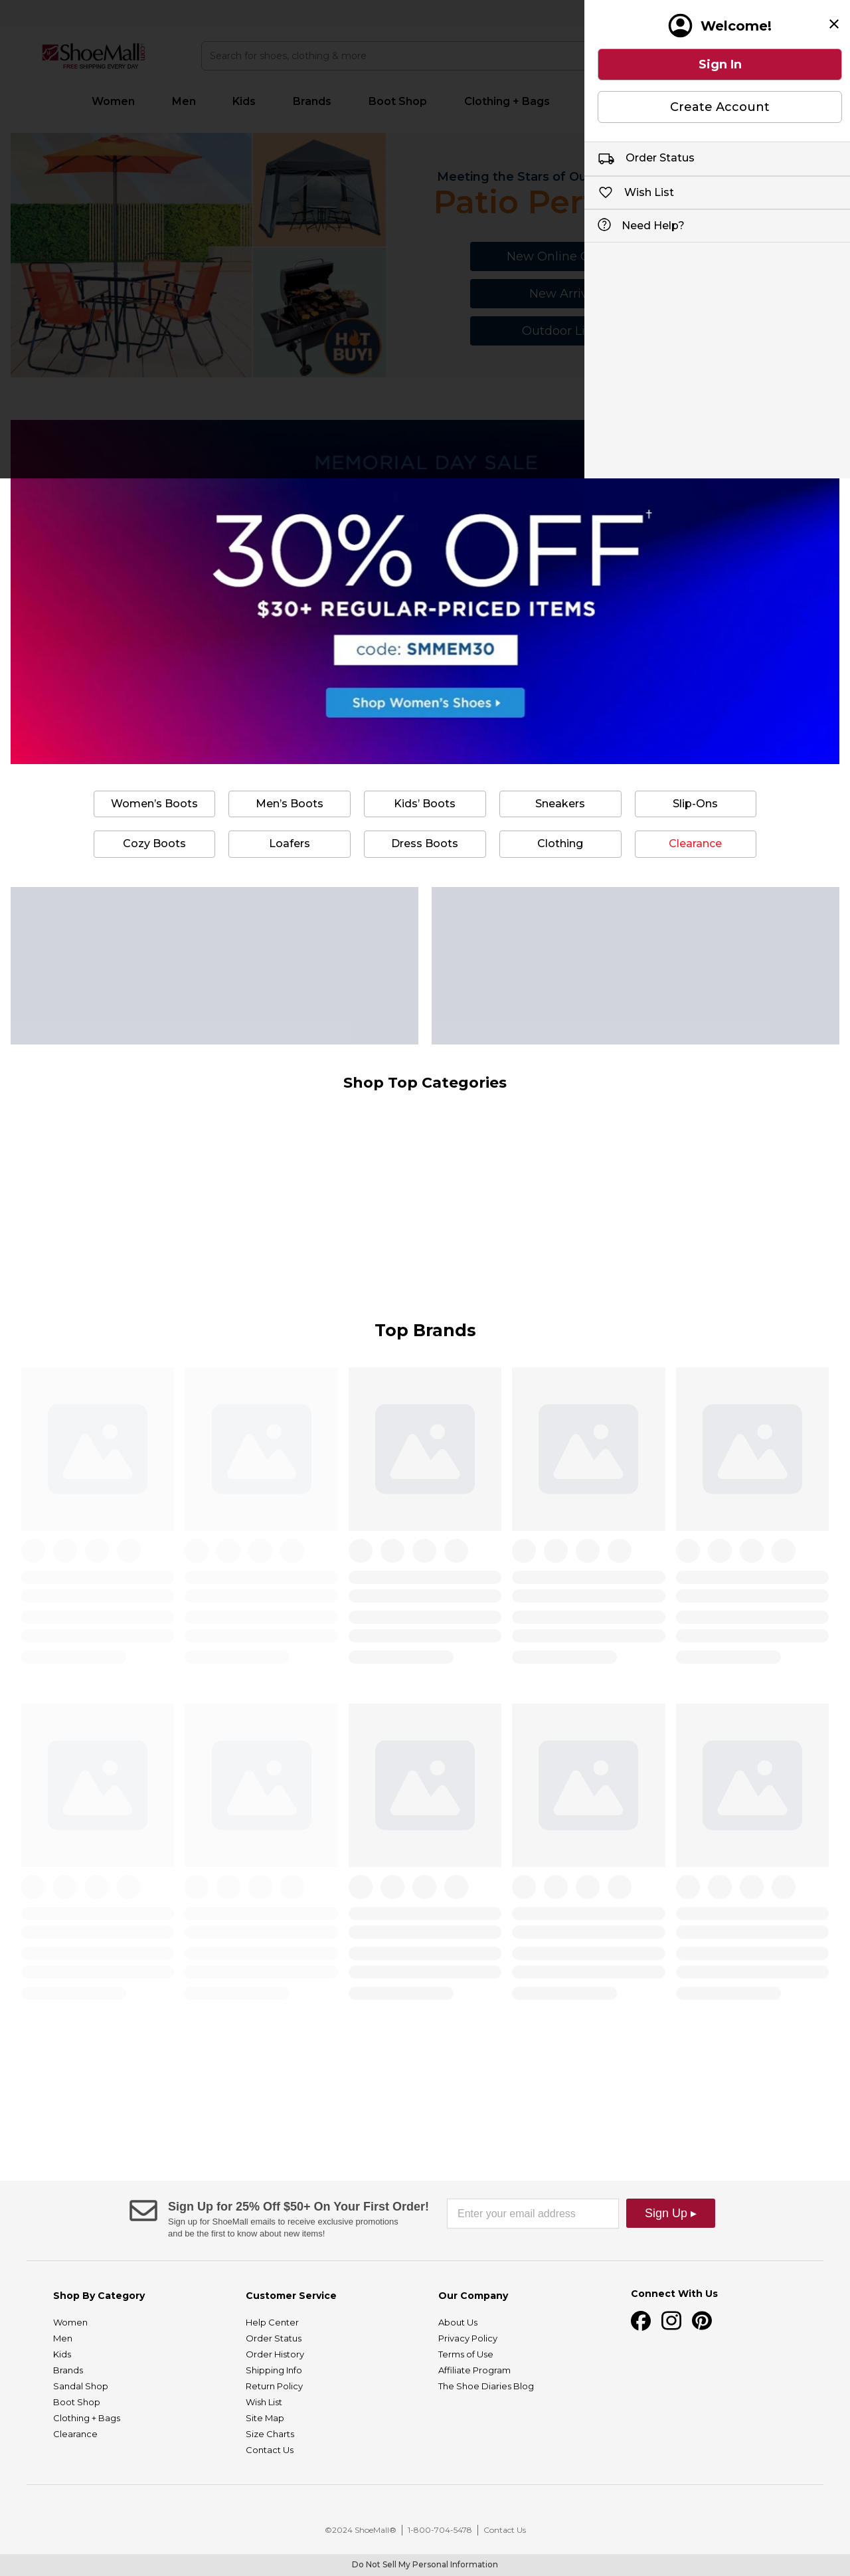 ShoeMall
FREE SHIPPING EVERY DAY
Search for shoes, clothing & more
Women
Men
Kids
Brands
Boot Shop
Clothing + Bags
Welcome!
Sign In
Create Account
Order Status
Wish List
Need Help?
Meeting the Stars of
Patio
New Online
New
Outdoor
HOT
BUY!
MEMORIAL DAY SALE
30% OFF†
$30+ REGULAR-PRICED ITEMS
code: SMMEM30
Shop Women's Shoes
Women's Boots
Men's Boots
Kids' Boots
Sneakers
Slip-Ons
Cozy Boots
Loafers
Dress Boots
Clothing
Clearance
Shop Top Categories
Top Brands
Sign Up for 25% Off $50+ On Your First Order!
Sign up for ShoeMall emails to receive exclusive promotions
and be the first to know about new items!
Enter your email address
Sign Up ▸
Shop By Category
Women
Men
Kids
Brands
Sandal Shop
Boot Shop
Clothing + Bags
Clearance
Customer Service
Help Center
Order Status
Order History
Shipping Info
Return Policy
Wish List
Site Map
Size Charts
Contact Us
Our Company
About Us
Privacy Policy
Terms of Use
Affiliate Program
The Shoe Diaries Blog
Connect With Us
©2024 ShoeMall® | 1-800-704-5478 | Contact Us
Do Not Sell My Personal Information